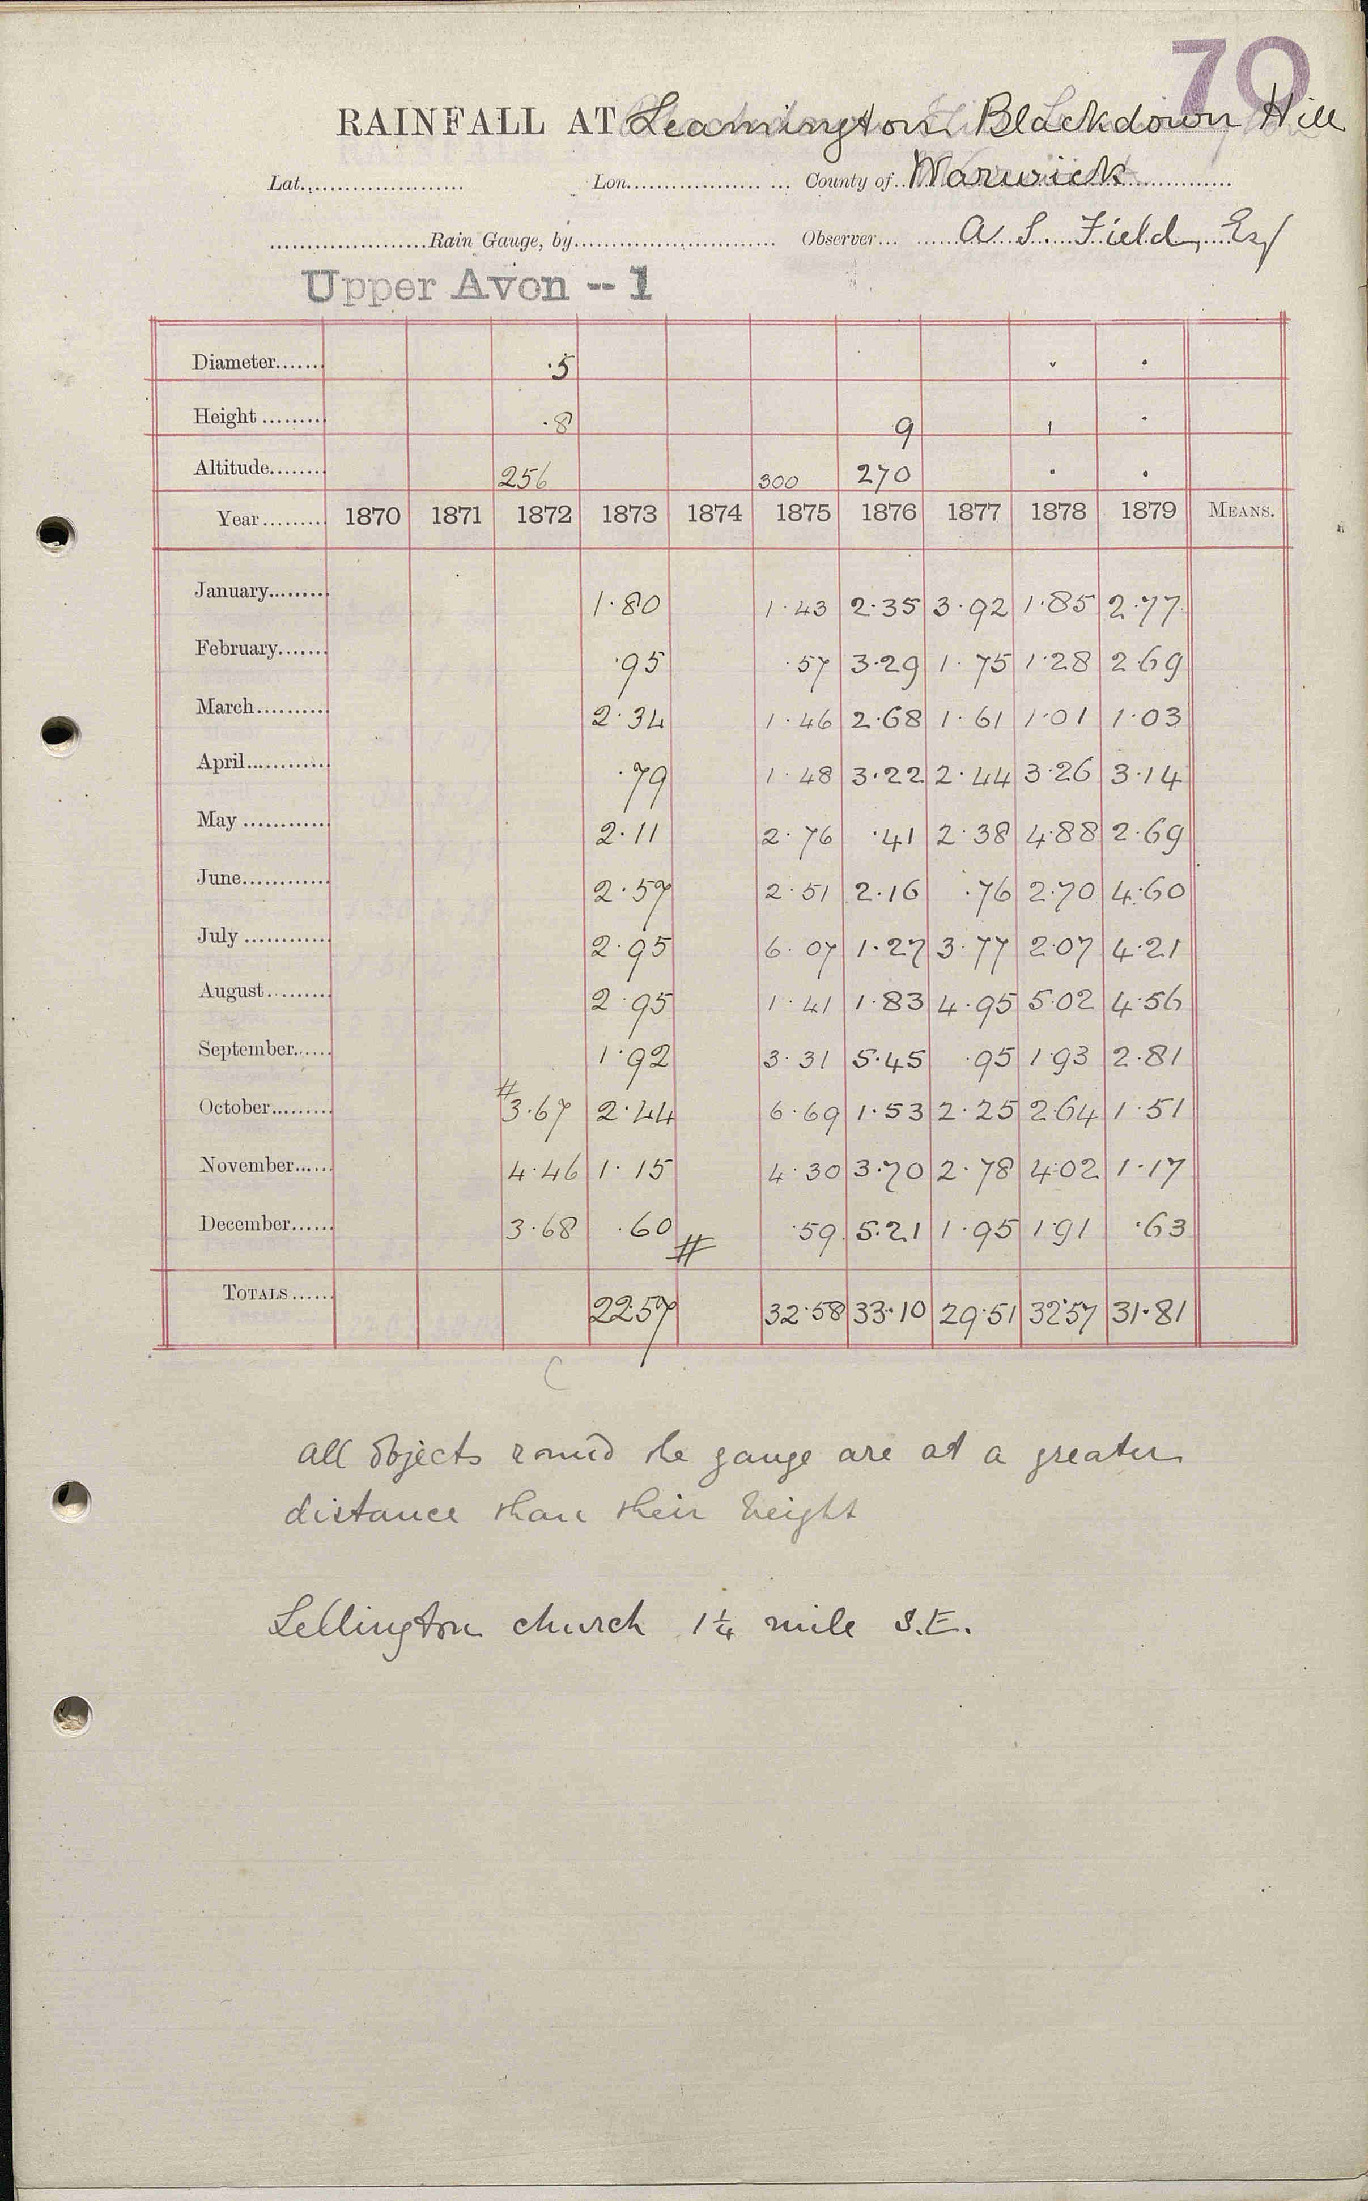 70
RAINFALL AT Leamington Blackdown Hill
Lat. Lon. County of Warwick
Rain Gauge, by Observer A S. Field, Esq
Upper Avon -- 1
Diameter ·5
Height ·8 9
Altitude 256 300 270
Year 1870 1871 1872 1873 1874 1875 1876 1877 1878 1879 MEANS.
January 1·80 1·43 2·35 3·92 1·85 2·77
February ·95 ·57 3·29 1·75 1·28 2·69
March 2·34 1·46 2·68 1·61 1·01 1·03
April ·79 1·48 3·22 2·44 3·26 3·14
May 2·11 2·76 ·41 2·38 4·88 2·69
June 2·57 2·51 2·16 ·76 2·70 4·60
July 2·95 6·07 1·27 3·77 2·07 4·21
August 2·95 1·41 1·83 4·95 5·02 4·56
September 1·92 3·31 5·45 ·95 1·93 2·81
October #3·67 2·44 6·69 1·53 2·25 2·64 1·51
November 4·46 1·15 4·30 3·70 2·78 4·02 1·17
December 3·68 ·60 # ·59 5·21 1·95 1·91 ·63
TOTALS 22·57 32·58 33·10 29·51 32·57 31·81
all objects round the gauge are at a greater
distance than their height
Lellington church 1¼ mile S.E.